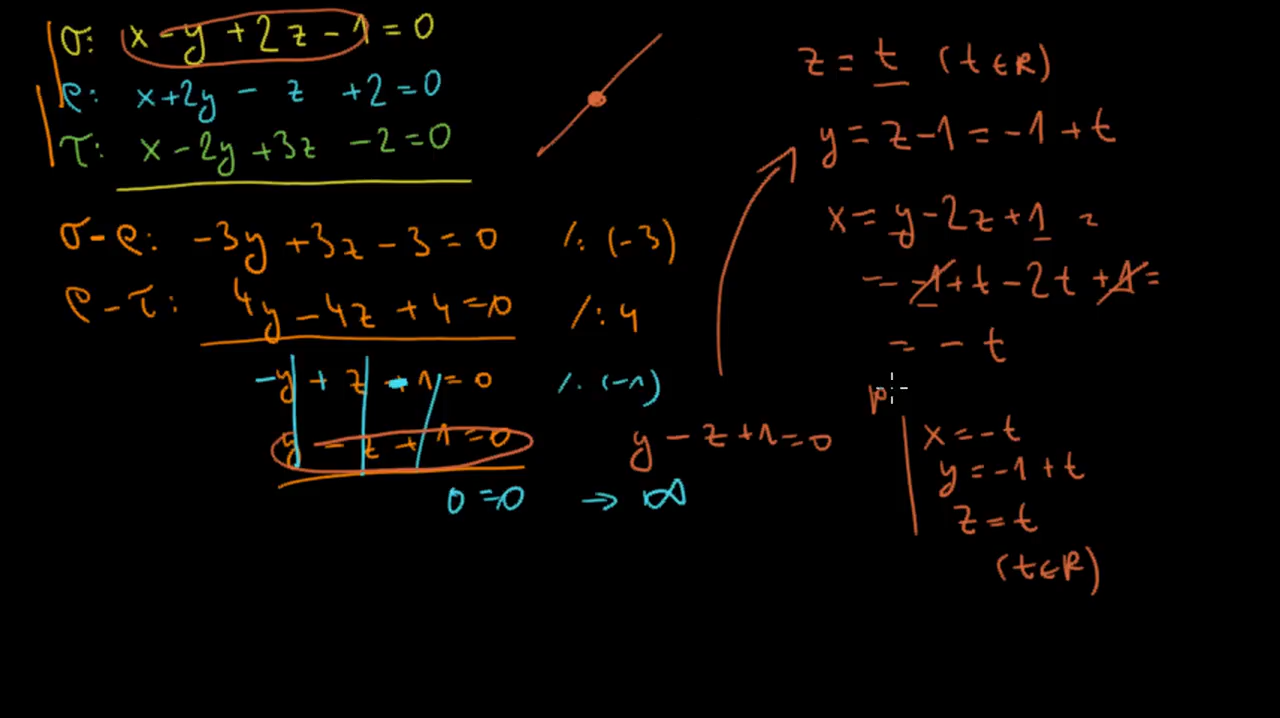 σ: x - y + 2z - 1 = 0
ρ: x + 2y - z + 2 = 0
τ: x - 2y + 3z - 2 = 0
σ-ρ: -3y + 3z - 3 = 0 /: (-3)
ρ-τ: 4y - 4z + 4 = 0 /: 4
-y + z - 1 = 0 /. (-1)
y - z + 1 = 0
0 = 0 → ∞
y - z + 1 = 0
z = t (t ∈ R)
y = z - 1 = -1 + t
x = y - 2z + 1 =
= -1 + t - 2t + 1 =
= - t
p:
x = -t
y = -1 + t
z = t
(t ∈ R)